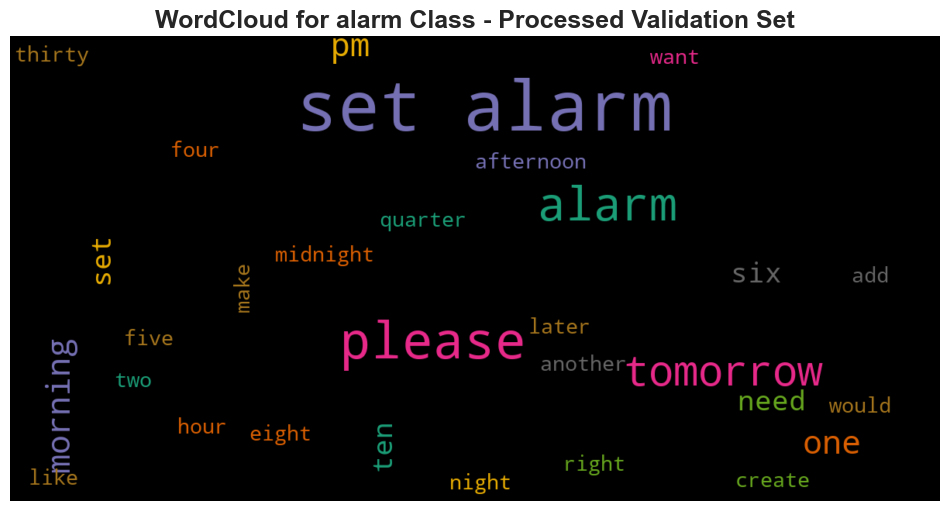 WordCloud for alarm Class - Processed Validation Set
thirty
pm
want
set alarm
four
afternoon
alarm
quarter
set
midnight
six
add
make
later
please
five
another
tomorrow
two
morning
need
would
hour
eight
ten
one
right
like
night
create